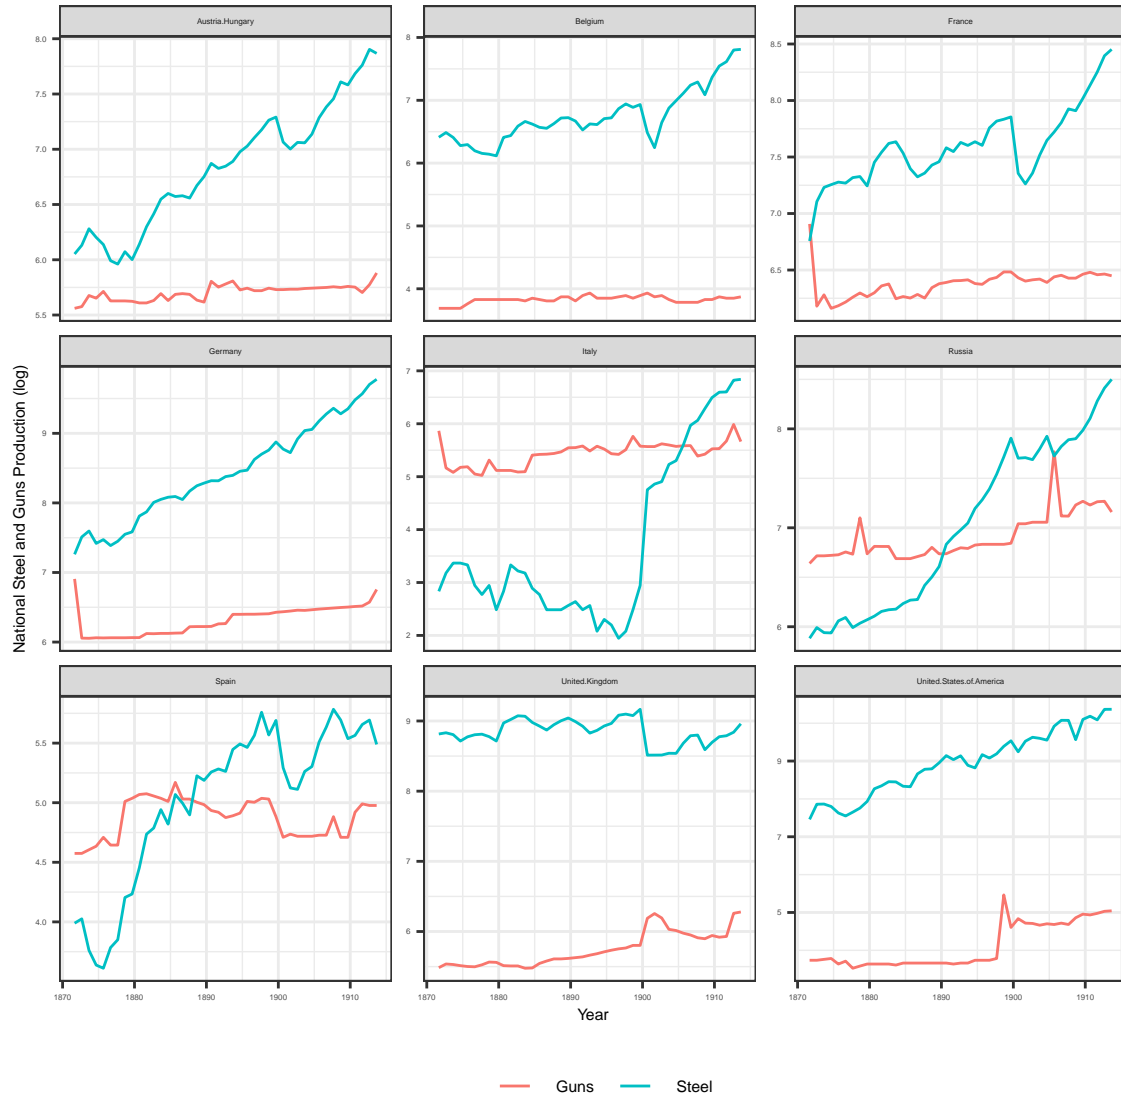 Austria.Hungary
Belgium
France
8.0
7.5
7.0
6.5
6.0
5.5
8
7
6
5
4
8.5
8.0
7.5
7.0
6.5
Germany
Italy
Russia
9
8
7
6
7
6
5
4
3
2
8
7
6
National Steel and Guns Production (log)
Spain
United.Kingdom
United.States.of.America
5.5
5.0
4.5
4.0
9
8
7
6
9
7
5
1870 1880 1890 1900 1910
1870 1880 1890 1900 1910
1870 1880 1890 1900 1910
Year
Guns Steel